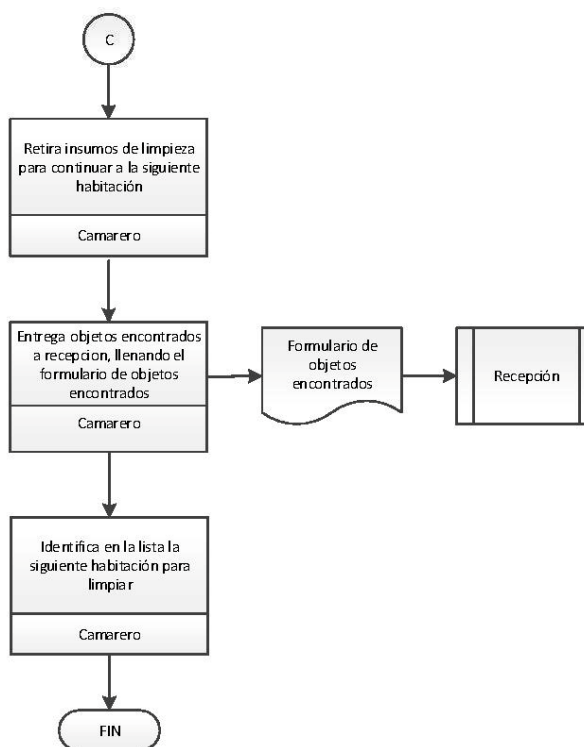 C
Retira insumos de limpieza
para continuar a la siguiente
habitación
Camarero
Entrega objetos encontrados
a recepcion, llenando el
formulario de objetos
encontrados
Camarero
Formulario de
objetos
encontrados
Recepción
Identifica en la lista la
siguiente habitación para
limpiar
Camarero
FIN